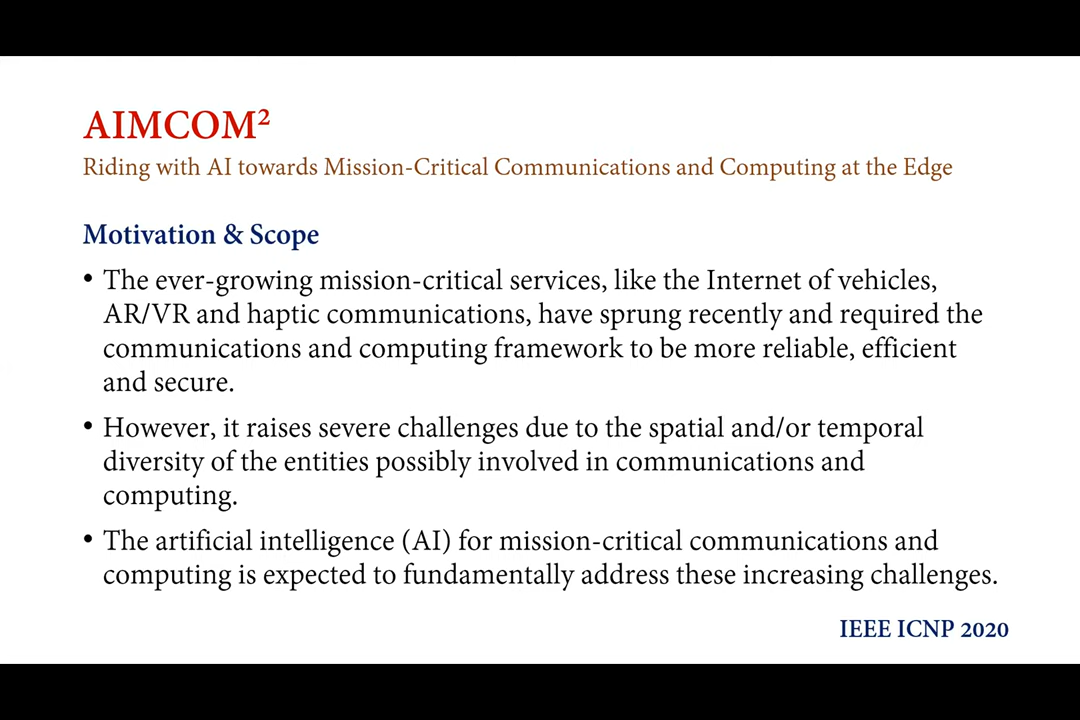 AIMCOM²
Riding with AI towards Mission-Critical Communications and Computing at the Edge
Motivation & Scope
• The ever-growing mission-critical services, like the Internet of vehicles,
AR/VR and haptic communications, have sprung recently and required the
communications and computing framework to be more reliable, efficient
and secure.
• However, it raises severe challenges due to the spatial and/or temporal
diversity of the entities possibly involved in communications and
computing.
• The artificial intelligence (AI) for mission-critical communications and
computing is expected to fundamentally address these increasing challenges.
IEEE ICNP 2020